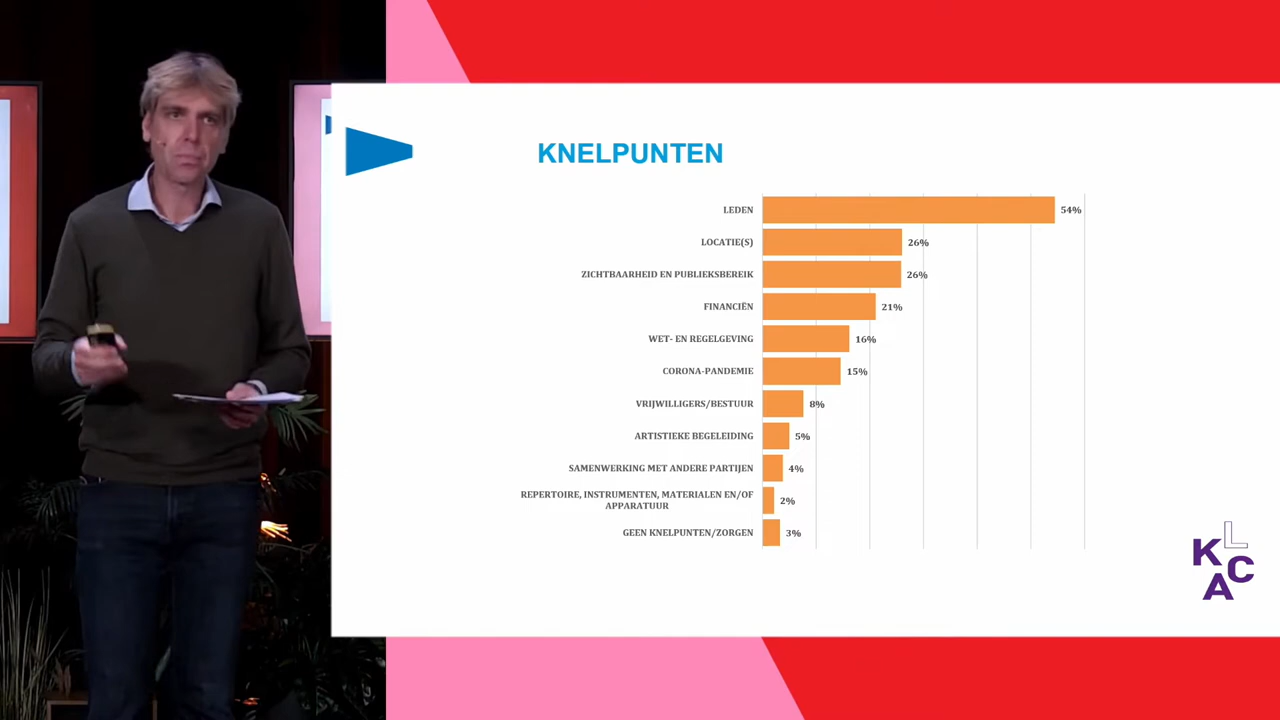 KNELPUNTEN
LEDEN 54%
LOCATIE(S) 26%
ZICHTBAARHEID EN PUBLIEKSBEREIK 26%
FINANCIËN 21%
WET- EN REGELGEVING 16%
CORONA-PANDEMIE 15%
VRIJWILLIGERS/BESTUUR 8%
ARTISTIEKE BEGELEIDING 5%
SAMENWERKING MET ANDERE PARTIJEN 4%
REPERTOIRE, INSTRUMENTEN, MATERIALEN EN/OF
APPARATUUR 2%
GEEN KNELPUNTEN/ZORGEN 3%
LKCA